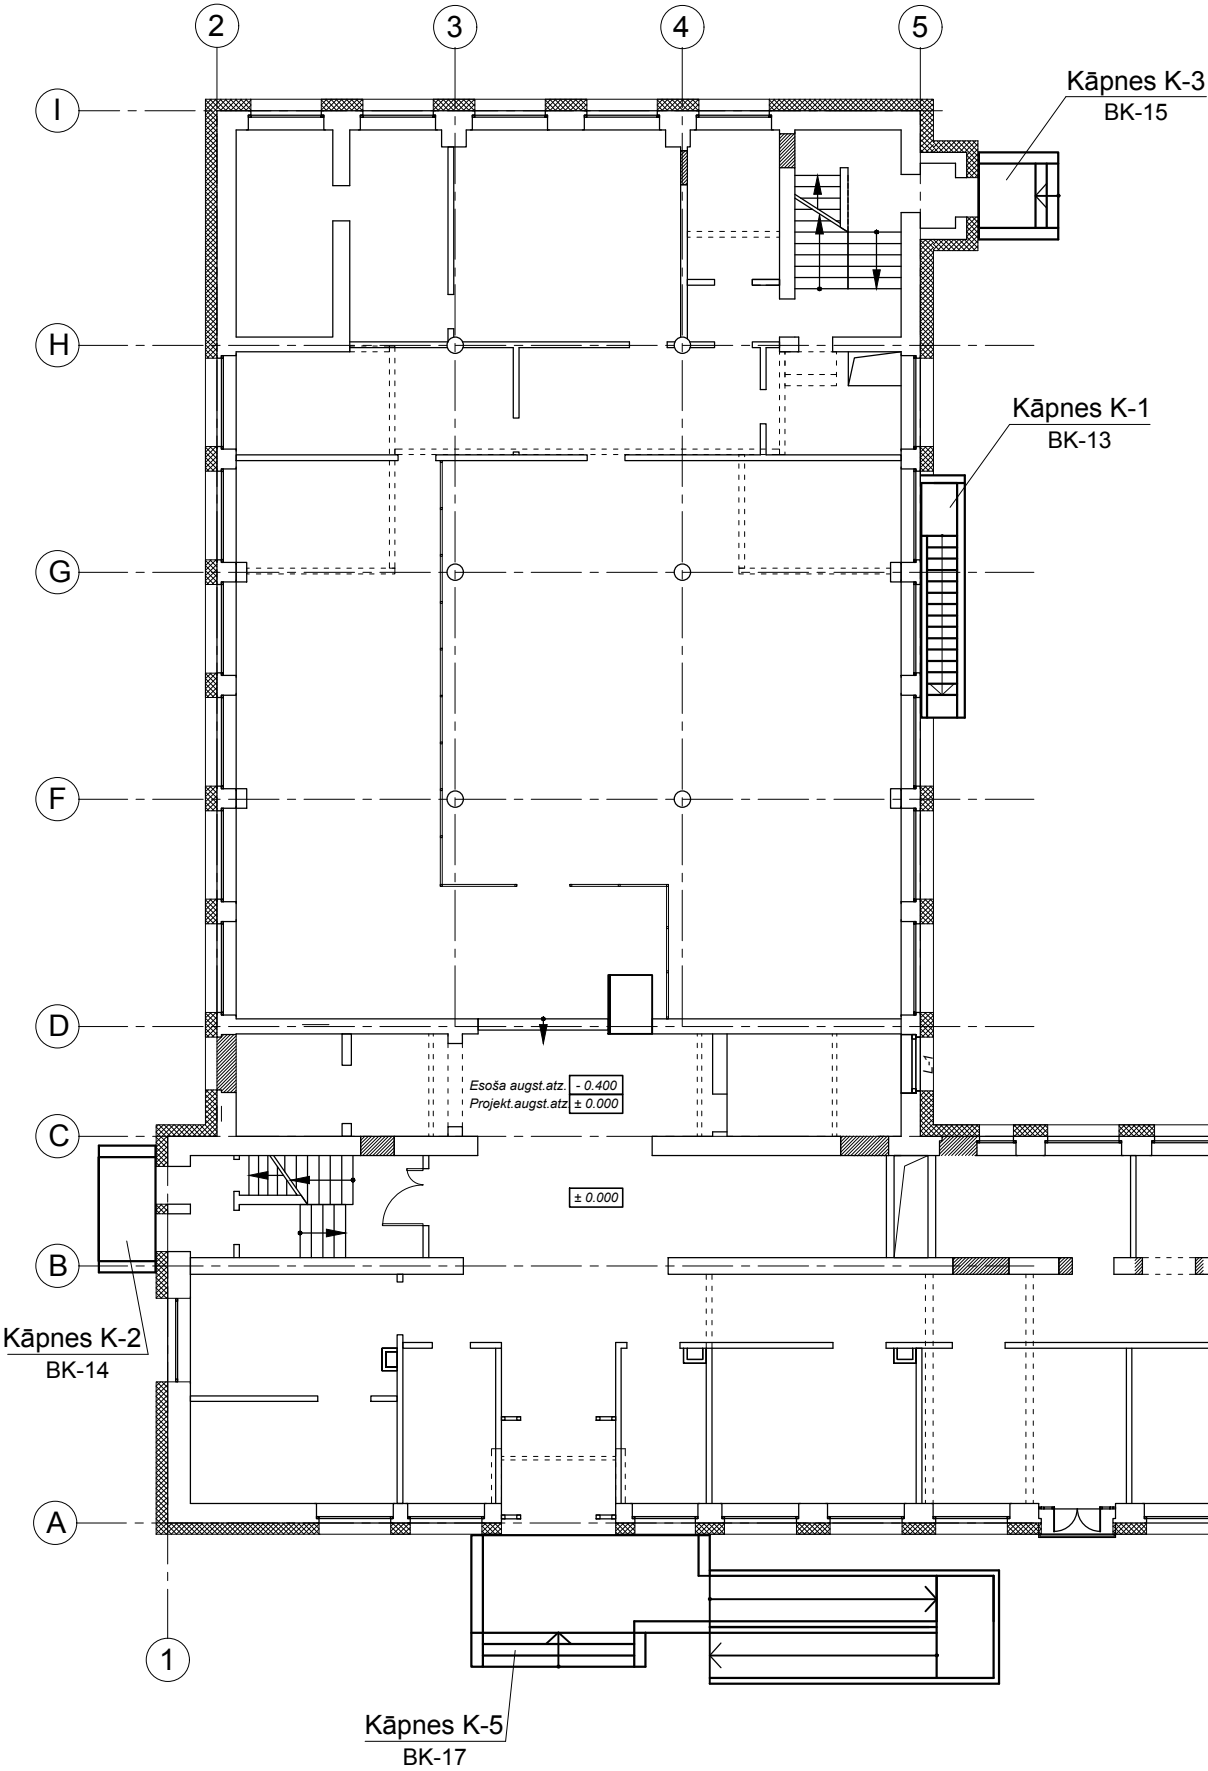 2
3
4
5
I
Kāpnes K-3
BK-15
H
Kāpnes K-1
BK-13
G
F
D
L-1
Esoša augst.atz. - 0.400
Projekt.augst.atz. ± 0.000
C
± 0.000
B
Kāpnes K-2
BK-14
A
1
Kāpnes K-5
BK-17